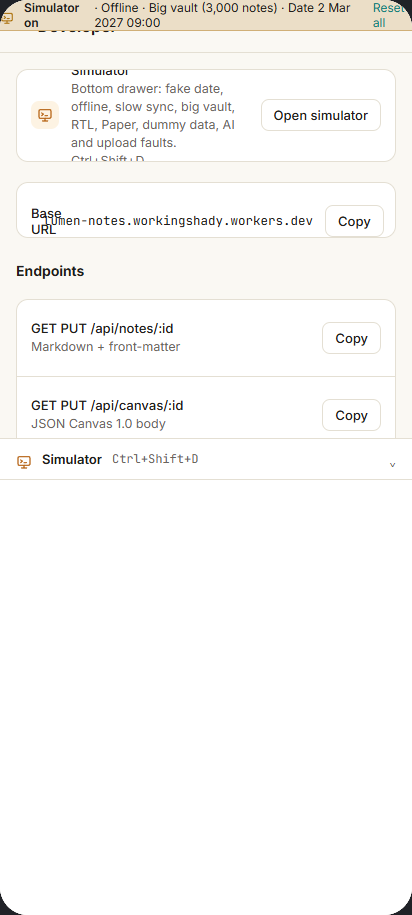 Simulator on · Offline · Big vault (3,000 notes) · Date 2 Mar 2027 09:00 Reset all
Developer
Simulator
Bottom drawer: fake date,
offline, slow sync, big vault,
RTL, Paper, dummy data, AI
and upload faults.
Ctrl+Shift+D
Open simulator
Base URL
lumen-notes.workingshady.workers.dev
Copy
Endpoints
GET PUT /api/notes/:id
Markdown + front-matter
Copy
GET PUT /api/canvas/:id
JSON Canvas 1.0 body
Copy
Simulator Ctrl+Shift+D